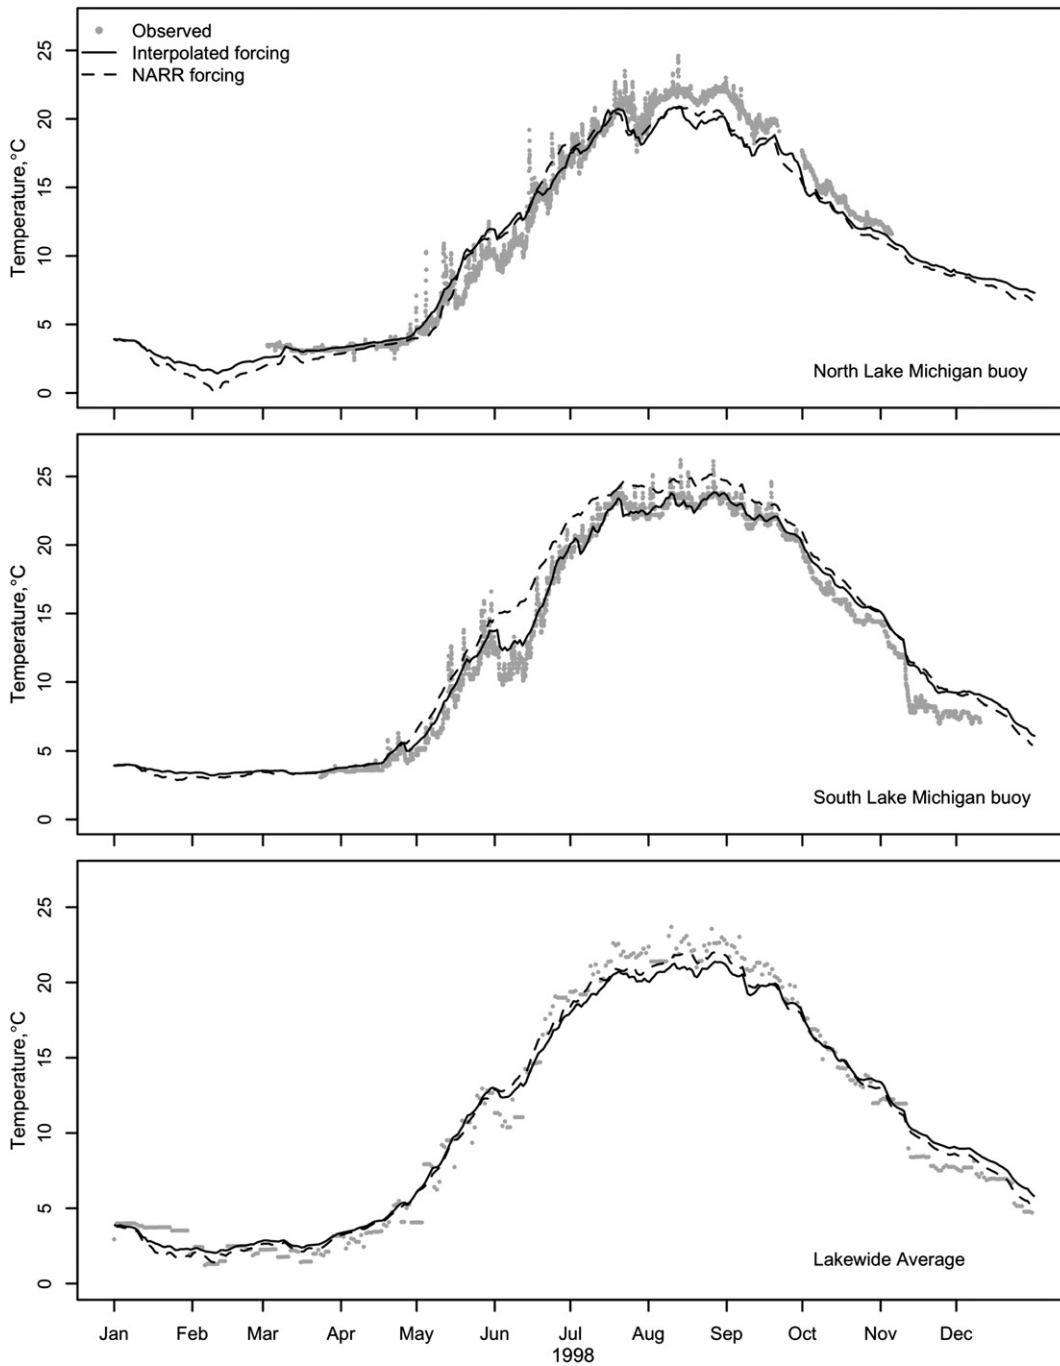 Observed
Interpolated forcing
NARR forcing
25
20
15
10
5
0
Temperature,°C
North Lake Michigan buoy
25
20
15
10
5
0
Temperature,°C
South Lake Michigan buoy
25
20
15
10
5
0
Temperature,°C
Lakewide Average
Jan Feb Mar Apr May Jun Jul Aug Sep Oct Nov Dec
1998